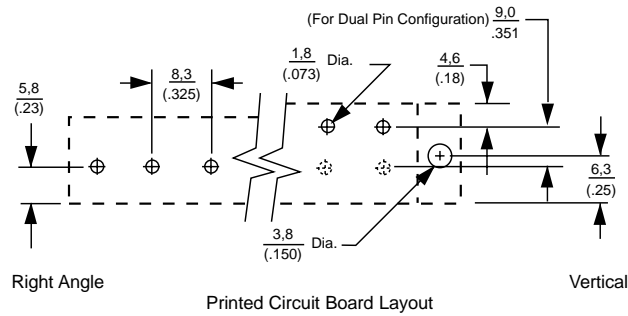 (For Dual Pin Configuration) 9,0
.351
1,8 Dia.
(.073)
4,6
(.18)
8,3
(.325)
5,8
(.23)
6,3
(.25)
3,8 Dia.
(.150)
Right Angle
Vertical
Printed Circuit Board Layout